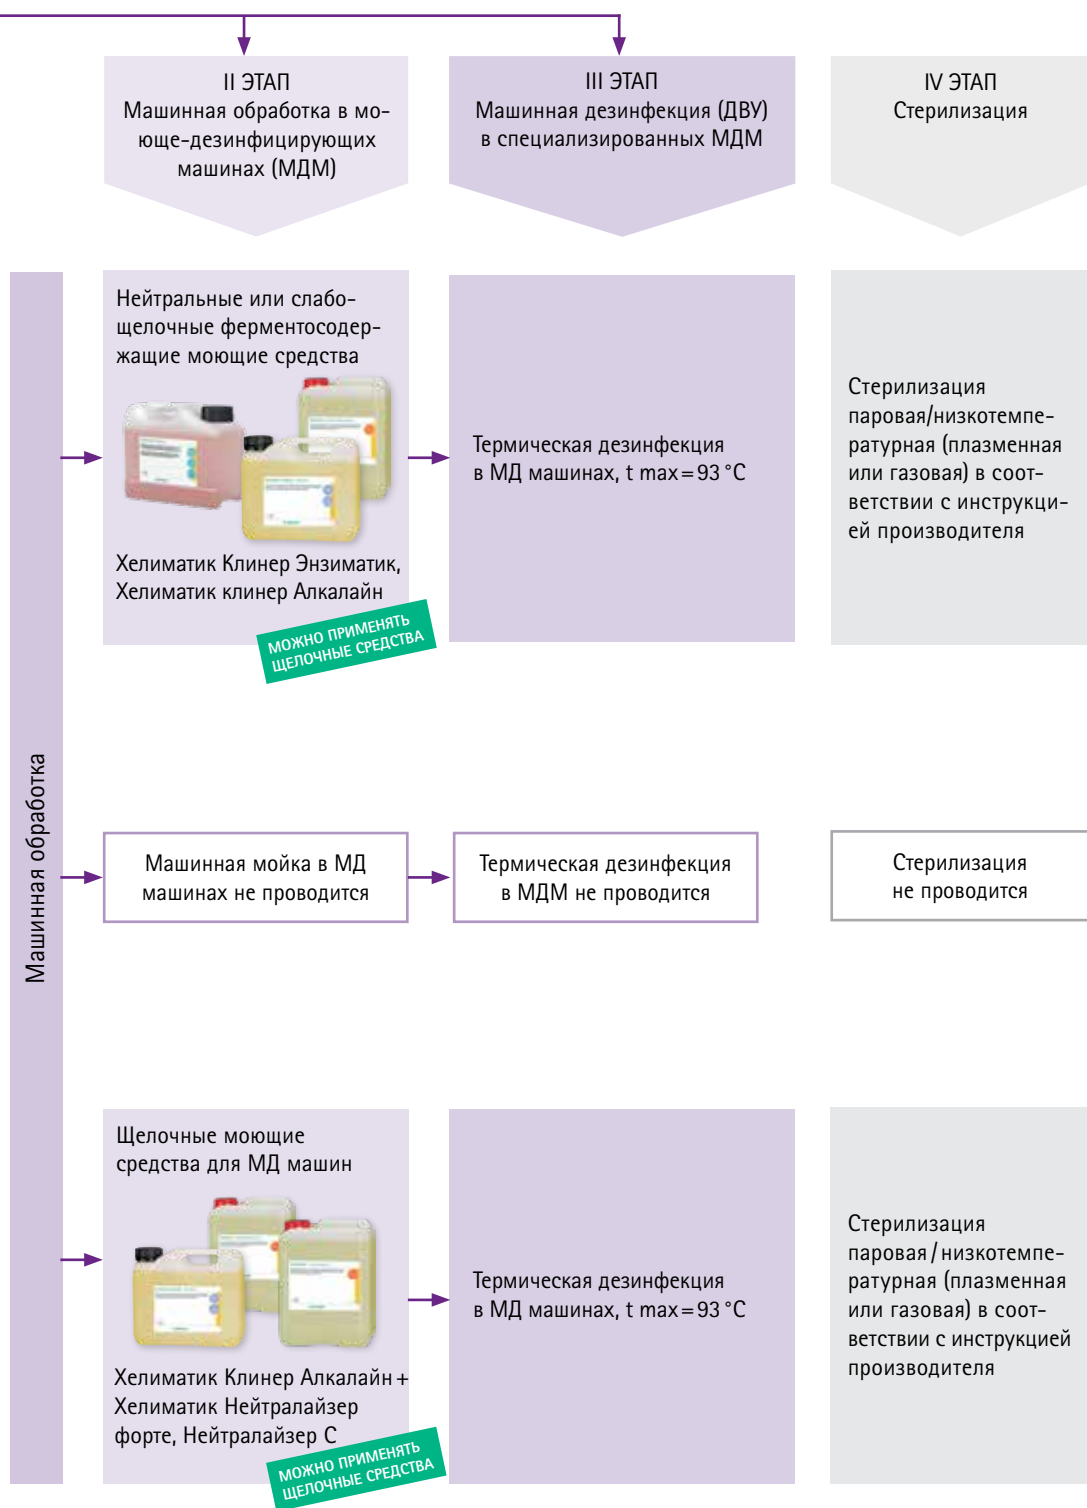 II ЭТАП
Машинная обработка в мо-
юще-дезинфицирующих
машинах (МДМ)
III ЭТАП
Машинная дезинфекция (ДВУ)
в специализированных МДМ
IV ЭТАП
Стерилизация
Машинная обработка
Нейтральные или слабо-
щелочные ферментосодер-
жащие моющие средства
Хелиматик Клинер Энзиматик,
Хелиматик клинер Алкалайн
МОЖНО ПРИМЕНЯТЬ
ЩЕЛОЧНЫЕ СРЕДСТВА
Термическая дезинфекция
в МД машинах, t max = 93 °C
Стерилизация
паровая/низкотемпе-
ратурная (плазменная
или газовая) в соот-
ветствии с инструкци-
ей производителя
Машинная мойка в МД
машинах не проводится
Термическая дезинфекция
в МДМ не проводится
Стерилизация
не проводится
Щелочные моющие
средства для МД машин
Хелиматик Клинер Алкалайн +
Хелиматик Нейтралайзер
форте, Нейтралайзер С
МОЖНО ПРИМЕНЯТЬ
ЩЕЛОЧНЫЕ СРЕДСТВА
Термическая дезинфекция
в МД машинах, t max = 93 °C
Стерилизация
паровая / низкотемпе-
ратурная (плазменная
или газовая) в соот-
ветствии с инструкцией
производителя